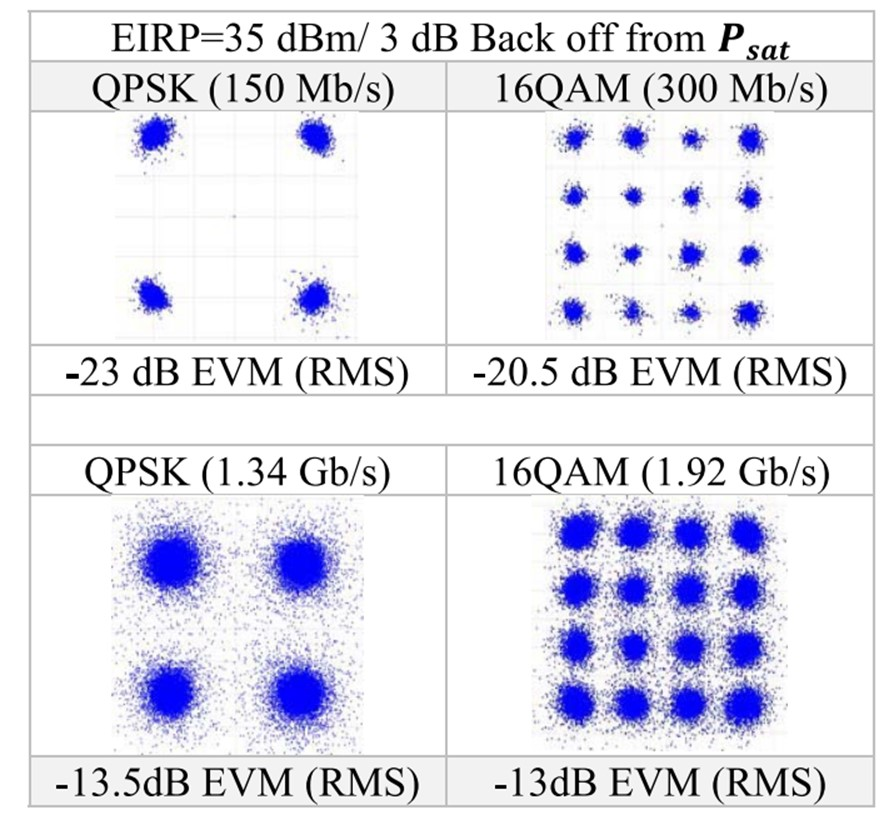 EIRP=35 dBm/ 3 dB Back off from P_sat
QPSK (150 Mb/s)
16QAM (300 Mb/s)
-23 dB EVM (RMS)
-20.5 dB EVM (RMS)
QPSK (1.34 Gb/s)
16QAM (1.92 Gb/s)
-13.5dB EVM (RMS)
-13dB EVM (RMS)